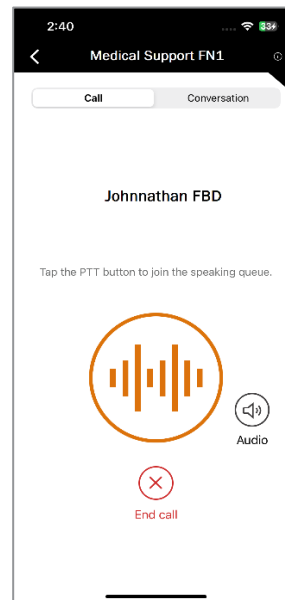 2:40
33
Medical Support FN1
Call
Conversation
Johnnathan FBD
Tap the PTT button to join the speaking queue.
Audio
End call